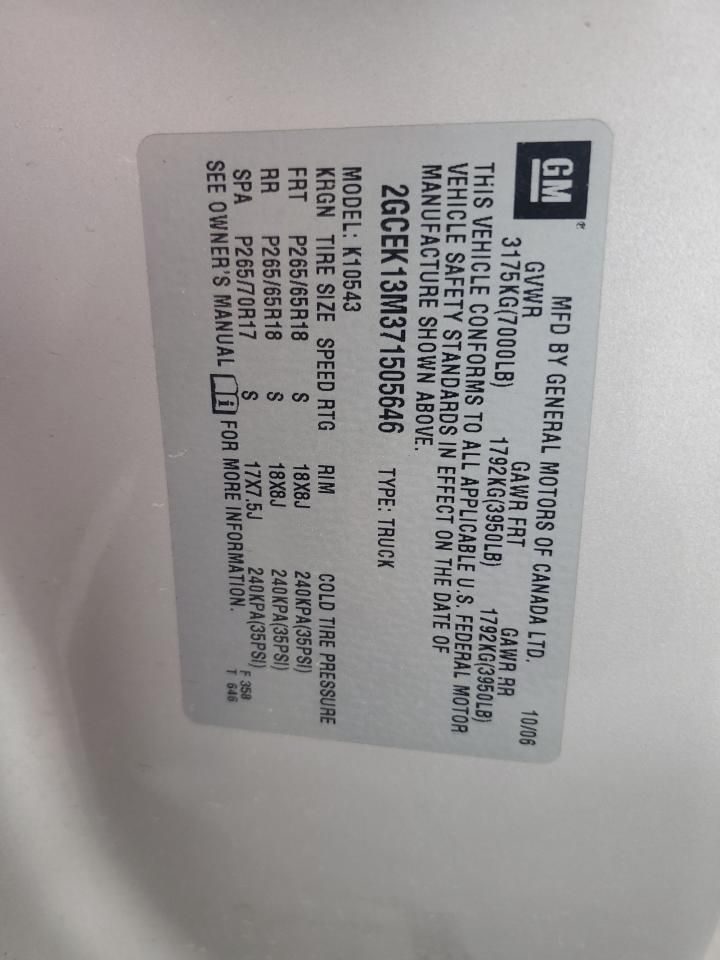 GM®
MFD BY GENERAL MOTORS OF CANADA LTD.
10/06
GVWR GAWR FRT GAWR RR
3175KG(7000LB) 1792KG(3950LB) 1792KG(3950LB)
THIS VEHICLE CONFORMS TO ALL APPLICABLE U.S. FEDERAL MOTOR
VEHICLE SAFETY STANDARDS IN EFFECT ON THE DATE OF
MANUFACTURE SHOWN ABOVE.
2GCEK13M371505646 TYPE: TRUCK
MODEL: K10543
KRGN TIRE SIZE SPEED RTG RIM COLD TIRE PRESSURE
FRT P265/65R18 S 18X8J 240KPA(35PSI)
RR P265/65R18 S 18X8J 240KPA(35PSI)
SPA P265/70R17 S 17X7.5J 240KPA(35PSI)
SEE OWNER'S MANUAL i FOR MORE INFORMATION.
F 358
T 646